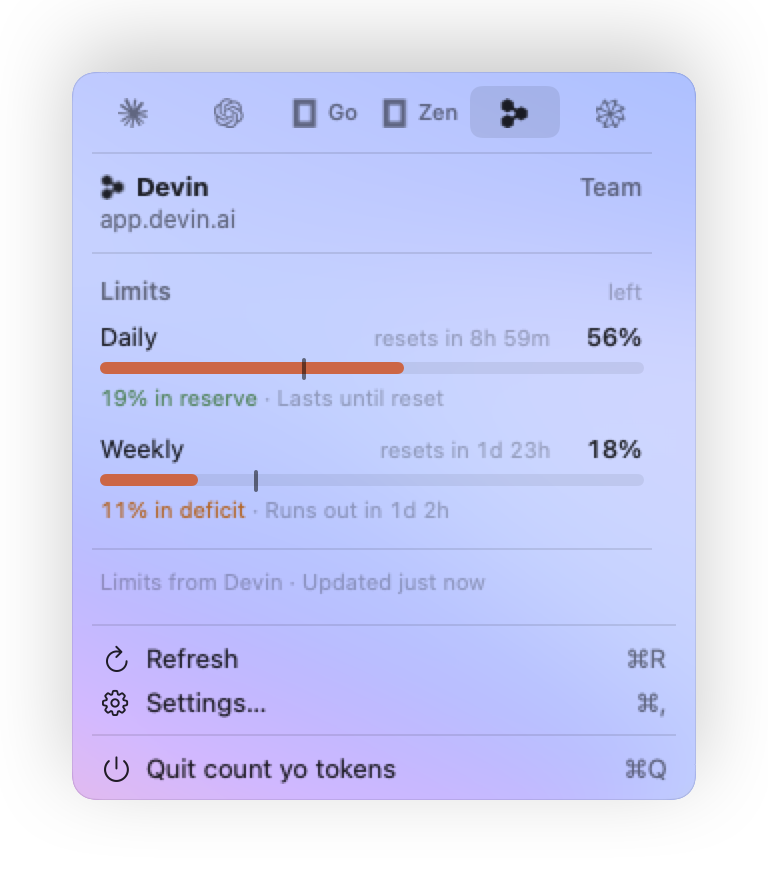 Go Zen
Devin Team
app.devin.ai
Limits left
Daily resets in 8h 59m 56%
19% in reserve · Lasts until reset
Weekly resets in 1d 23h 18%
11% in deficit · Runs out in 1d 2h
Limits from Devin · Updated just now
Refresh ⌘R
Settings... ⌘,
Quit count yo tokens ⌘Q